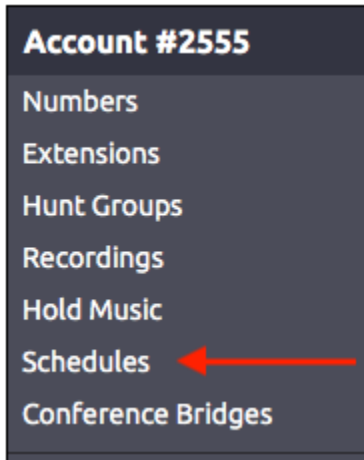 Account #2555
Numbers
Extensions
Hunt Groups
Recordings
Hold Music
Schedules
Conference Bridges